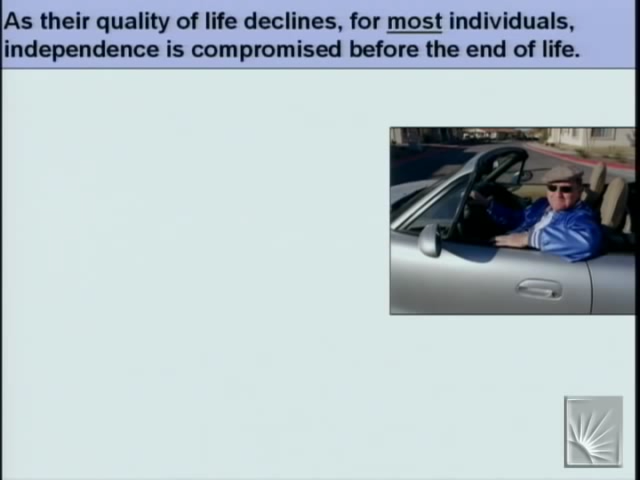 As their quality of life declines, for most individuals,
independence is compromised before the end of life.